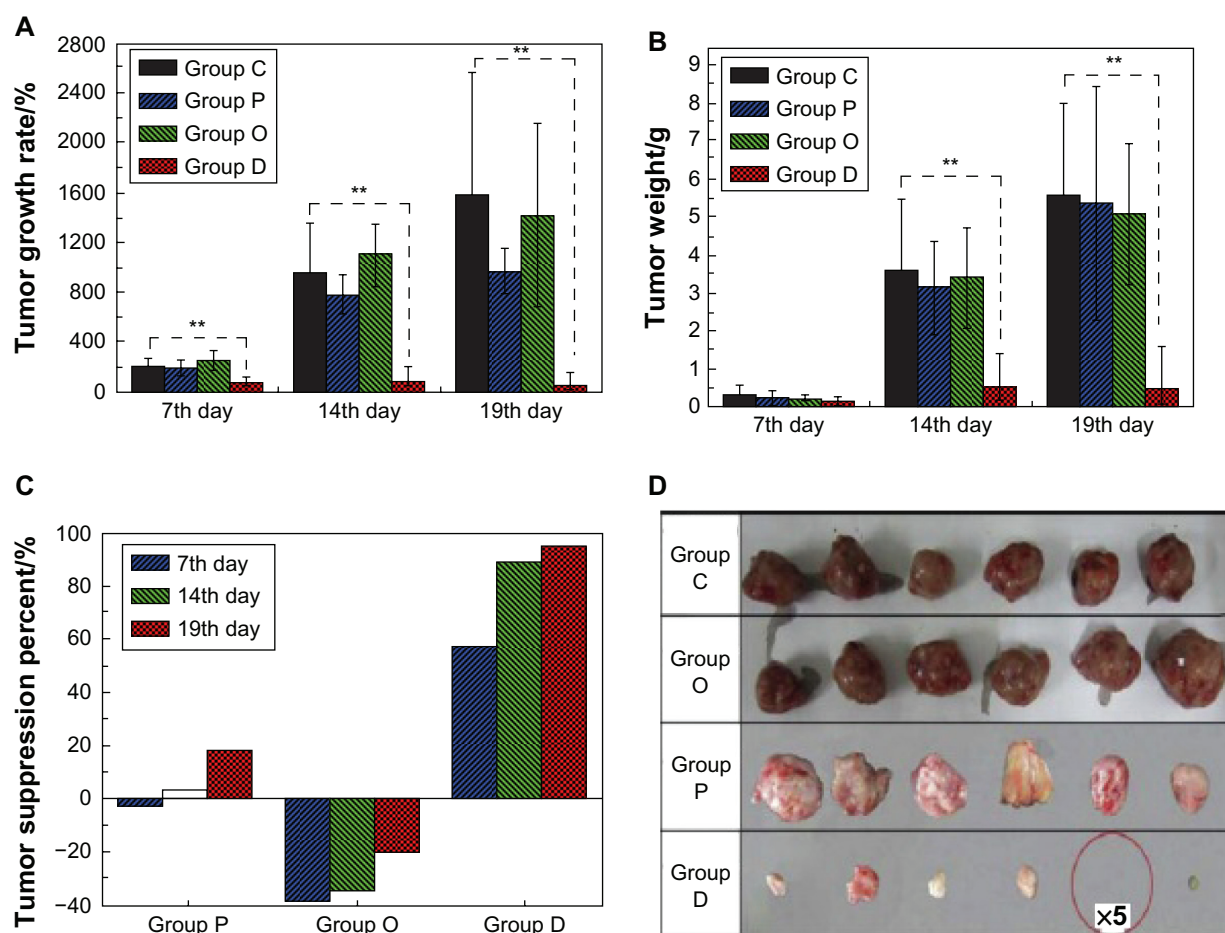 A
Tumor growth rate/%
2800
2400
2000
1600
1200
800
400
0
Group C
Group P
Group O
Group D
**
**
**
7th day
14th day
19th day
B
Tumor weight/g
9
8
7
6
5
4
3
2
1
0
Group C
Group P
Group O
Group D
**
**
7th day
14th day
19th day
C
Tumor suppression percent/%
100
80
60
40
20
0
−20
−40
7th day
14th day
19th day
Group P
Group O
Group D
D
Group
C
Group
O
Group
P
Group
D
×5